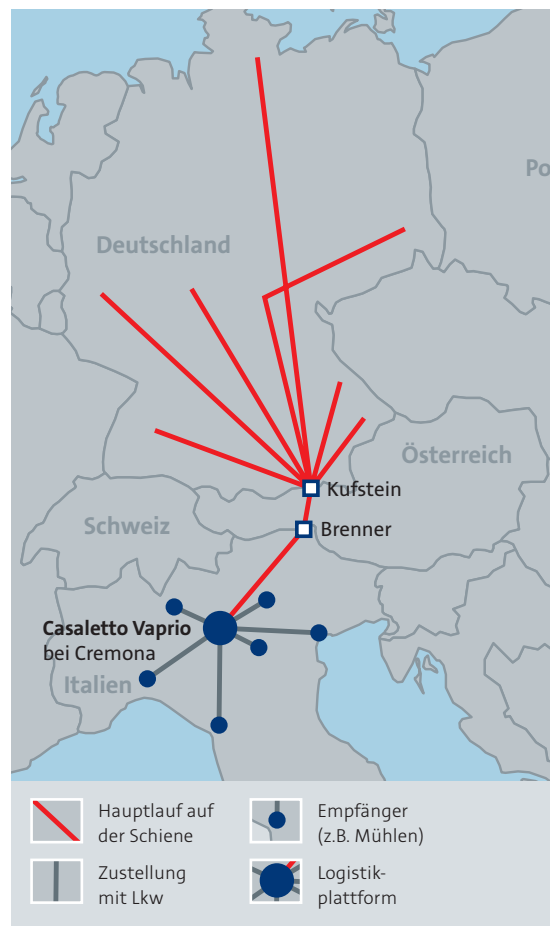 Po
Deutschland
Österreich
Kufstein
Schweiz
Brenner
Casaletto Vaprio
bei Cremona
Italien
Hauptlauf auf
der Schiene
Empfänger
(z.B. Mühlen)
Zustellung
mit Lkw
Logistik-
plattform